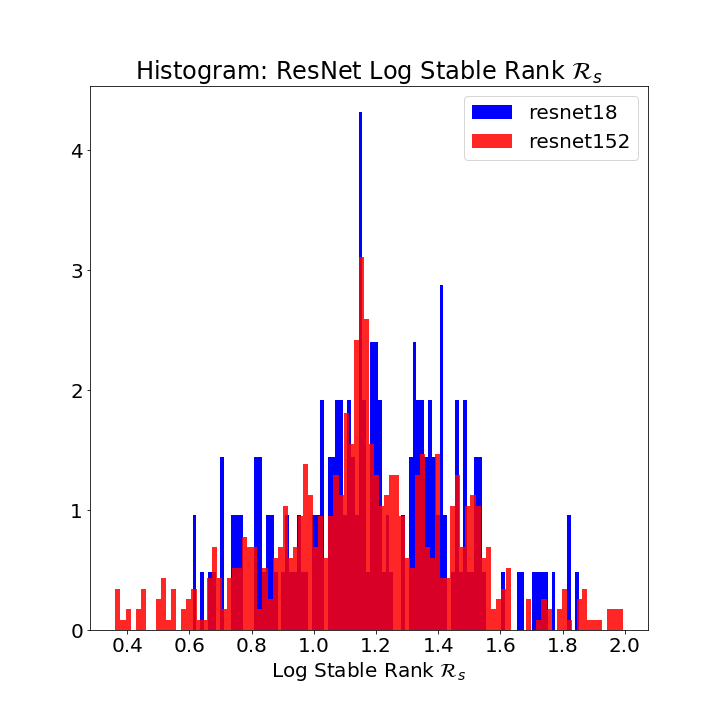 Histogram: ResNet Log Stable Rank ℛₛ
resnet18
resnet152
4
3
2
1
0
0.4 0.6 0.8 1.0 1.2 1.4 1.6 1.8 2.0
Log Stable Rank ℛₛ